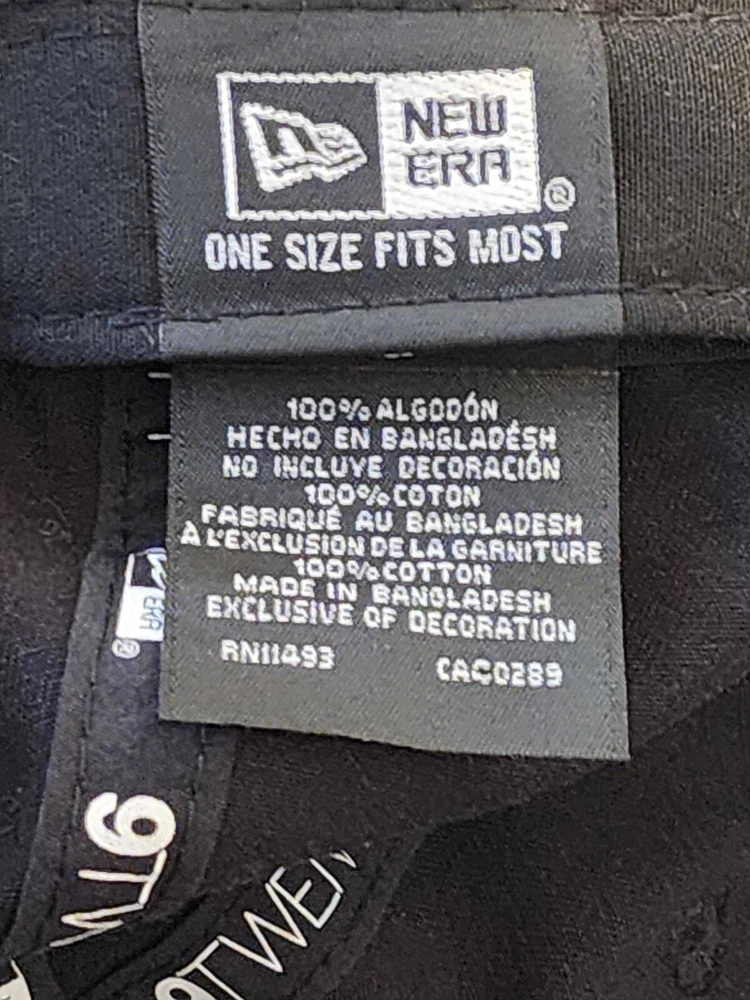 NEW
ERA
®
ONE SIZE FITS MOST
100% ALGODÓN
HECHO EN BANGLADÉSH
NO INCLUYE DECORACIÓN
100% COTON
FABRIQUÉ AU BANGLADESH
À L'EXCLUSION DE LA GARNITURE
100% COTTON
MADE IN BANGLADESH
EXCLUSIVE OF DECORATION
RN11493 CA00289
ERA
®